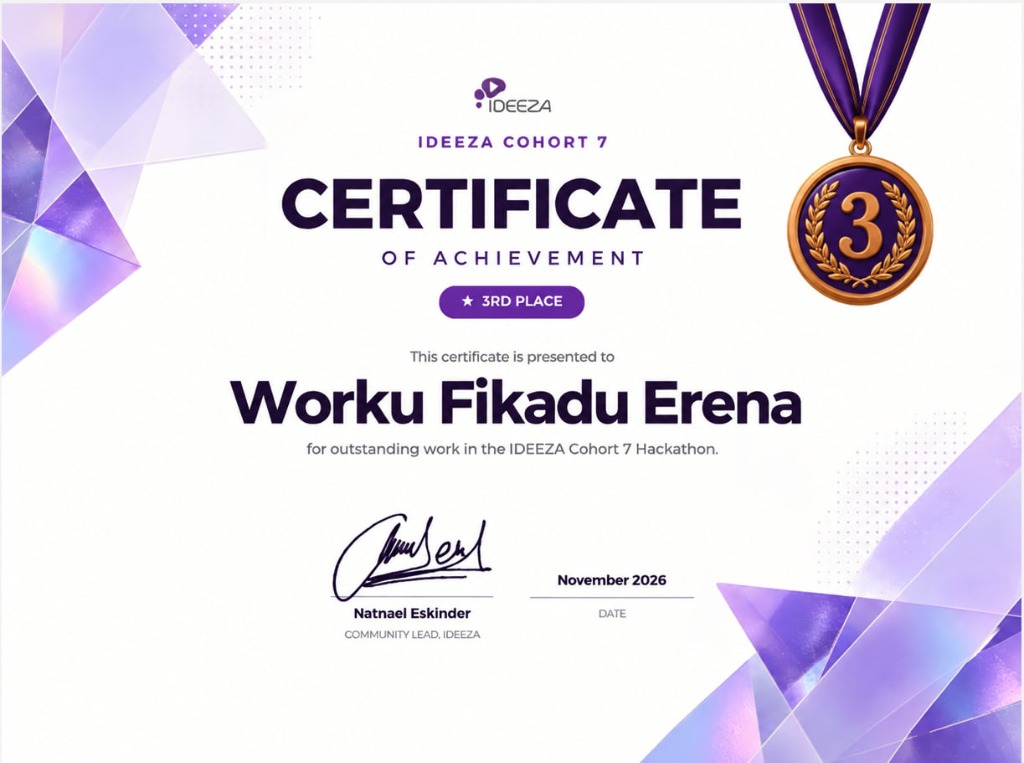 IDEEZA
IDEEZA COHORT 7
CERTIFICATE
OF ACHIEVEMENT
★ 3RD PLACE
3
This certificate is presented to
Worku Fikadu Erena
for outstanding work in the IDEEZA Cohort 7 Hackathon.
Natnael Eskinder
COMMUNITY LEAD, IDEEZA
November 2026
DATE